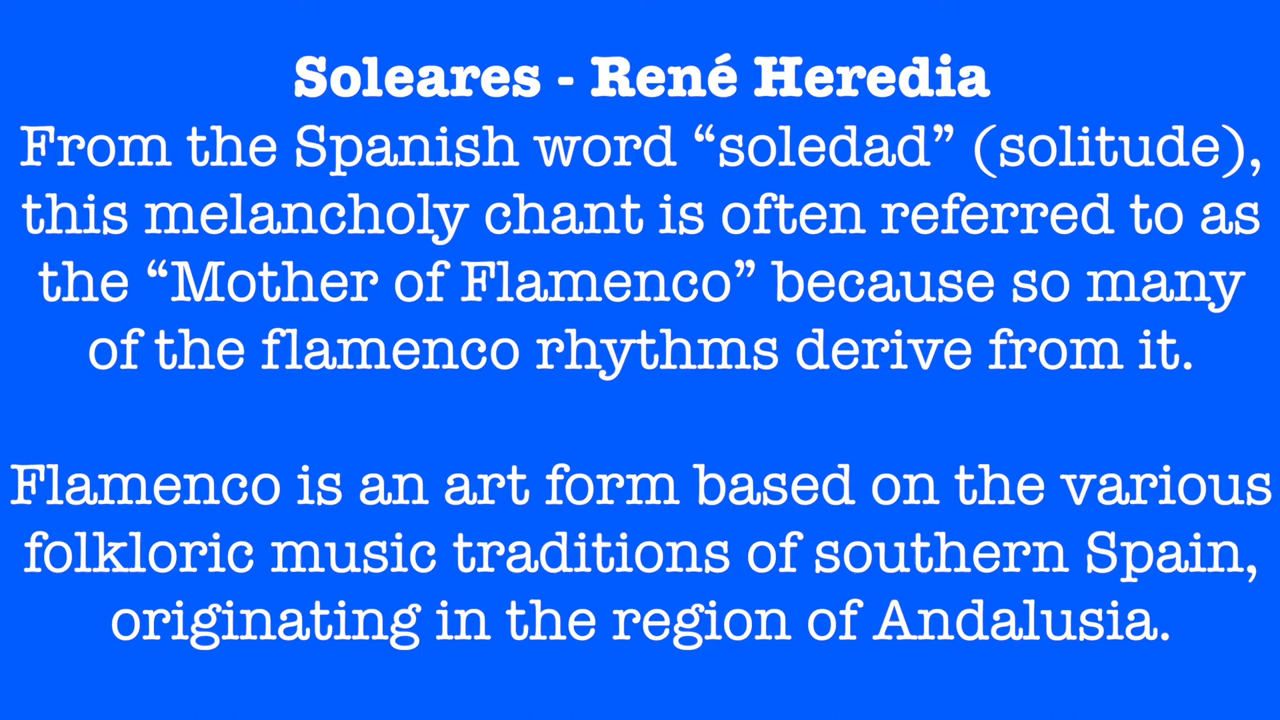 Soleares - René Heredia
From the Spanish word “soledad” (solitude),
this melancholy chant is often referred to as
the “Mother of Flamenco” because so many
of the flamenco rhythms derive from it.
Flamenco is an art form based on the various
folkloric music traditions of southern Spain,
originating in the region of Andalusia.